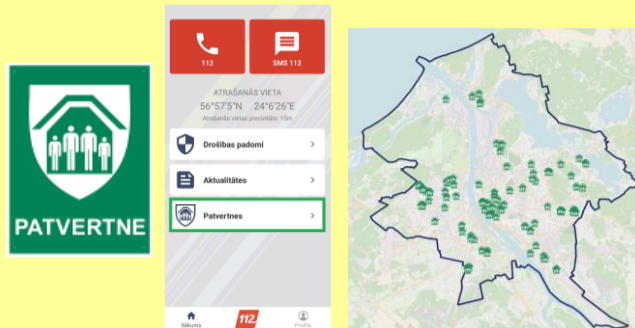 PATVERTNE
112
SMS 112
ATRAŠANĀS VIETA
56°57'5"N 24°6'26"E
Atrašanās vietas precizitāte: 15m
Drošības padomi
Aktualitātes
Patvertnes
Sākums
112
Profils